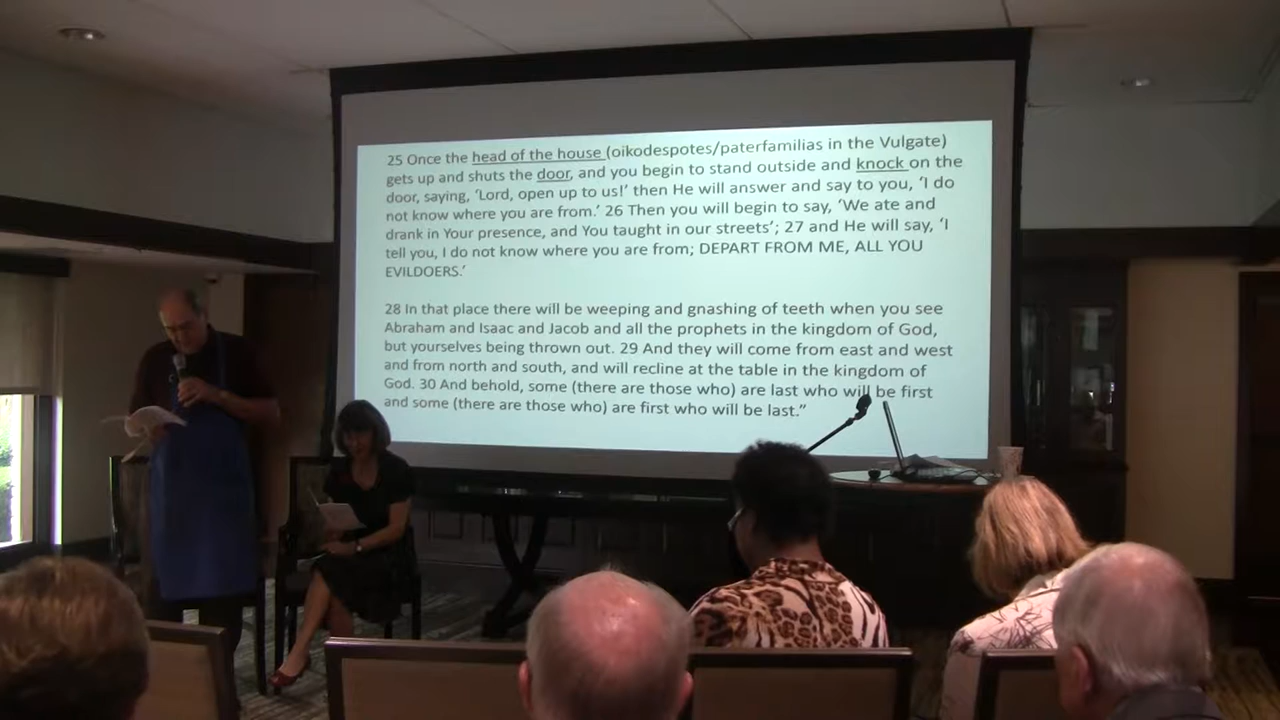 25 Once the head of the house (oikodespotes/paterfamilias in the Vulgate)
gets up and shuts the door, and you begin to stand outside and knock on the
door, saying, ‘Lord, open up to us!’ then He will answer and say to you, ‘I do
not know where you are from.’ 26 Then you will begin to say, ‘We ate and
drank in Your presence, and You taught in our streets’; 27 and He will say, ‘I
tell you, I do not know where you are from; DEPART FROM ME, ALL YOU
EVILDOERS.’
28 In that place there will be weeping and gnashing of teeth when you see
Abraham and Isaac and Jacob and all the prophets in the kingdom of God,
but yourselves being thrown out. 29 And they will come from east and west
and from north and south, and will recline at the table in the kingdom of
God. 30 And behold, some (there are those who) are last who will be first
and some (there are those who) are first who will be last.”